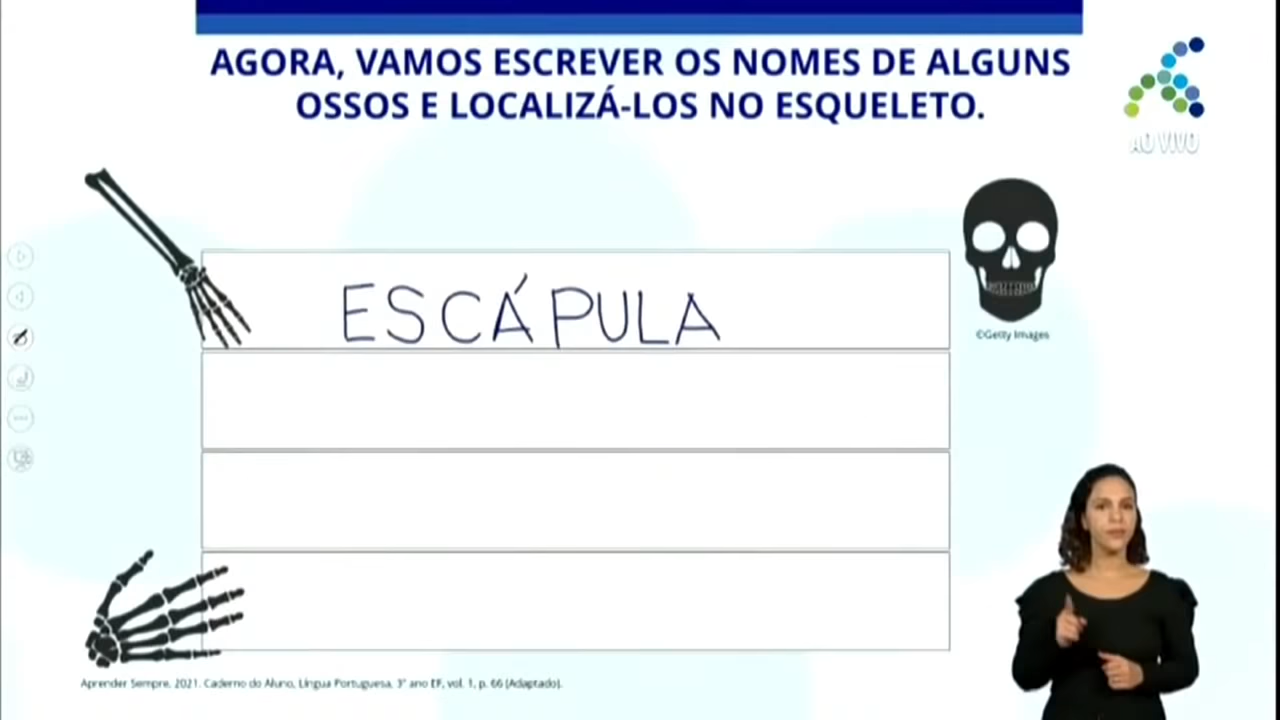 AGORA, VAMOS ESCREVER OS NOMES DE ALGUNS
OSSOS E LOCALIZÁ-LOS NO ESQUELETO.
AO VIVO
ESCÁPULA
©Getty Images
Aprender Sempre, 2021. Caderno do Aluno, Língua Portuguesa, 3º ano EF, vol. 1, p. 66 (Adaptado).